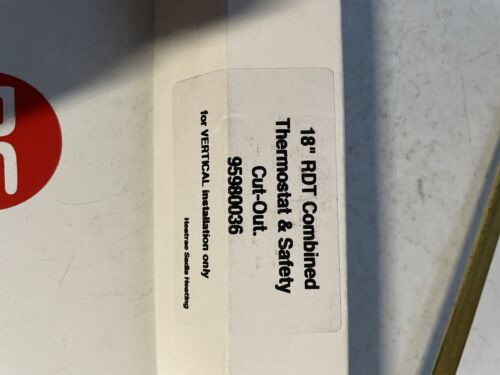 18" RDT Combined
Thermostat & Safety
Cut-Out.
95980036
for VERTICAL installation only
Heatrae Sadia Heating